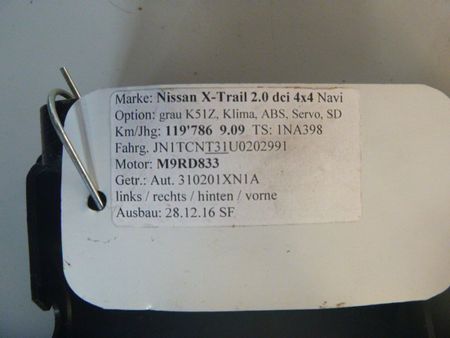 Marke: Nissan X-Trail 2.0 dci 4x4 Navi
Option: grau K51Z, Klima, ABS, Servo, SD
Km/Jhg: 119'786 9.09 TS: 1NA398
Fahrg. JN1TCNT31U0202991
Motor: M9RD833
Getr.: Aut. 310201XN1A
links / rechts / hinten / vorne
Ausbau: 28.12.16 SF